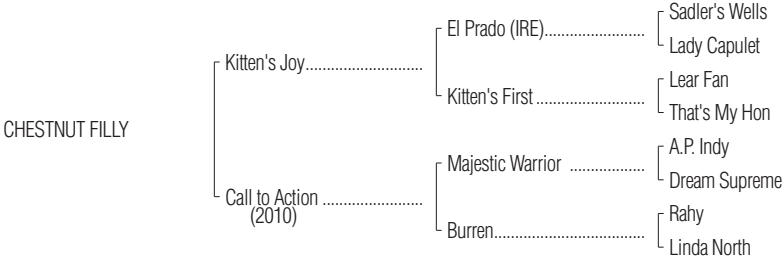 Sadler's Wells
El Prado (IRE)........................
Lady Capulet
Kitten's Joy............................
Lear Fan
Kitten's First ..........................
That's My Hon
CHESTNUT FILLY
A.P. Indy
Majestic Warrior ..................
Dream Supreme
Call to Action ........................
(2010)
Rahy
Burren....................................
Linda North